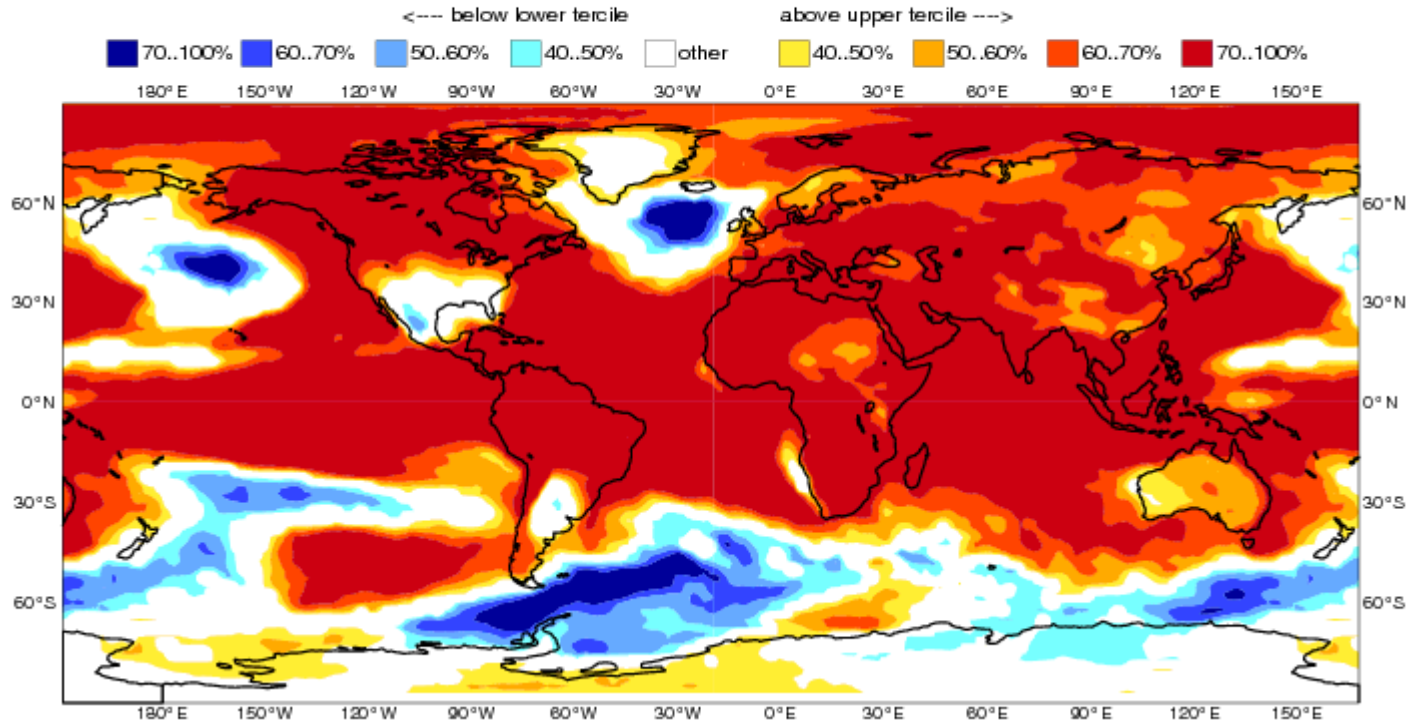 <---- below lower tercile above upper tercile ---->
70..100% 60..70% 50..60% 40..50% other 40..50% 50..60% 60..70% 70..100%
180°E 150°W 120°W 90°W 60°W 30°W 0°E 30°E 60°E 90°E 120°E 150°E
60°N 60°N
30°N 30°N
0°N 0°N
30°S 30°S
60°S 60°S
180°E 150°W 120°W 90°W 60°W 30°W 0°E 30°E 60°E 90°E 120°E 150°E